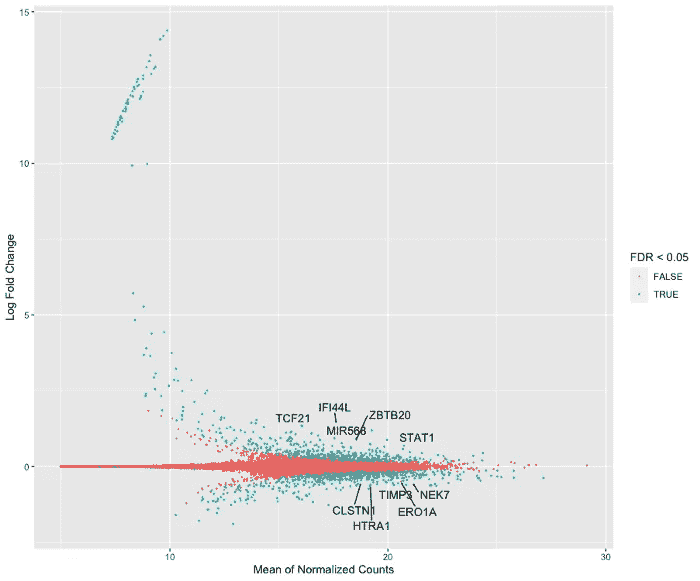 15
10
5
0
Log Fold Change
IFI44L
TCF21
ZBTB20
MIR568
STAT1
TIMP3
NEK7
CLSTN1
ERO1A
HTRA1
10
20
30
Mean of Normalized Counts
FDR < 0.05
FALSE
TRUE